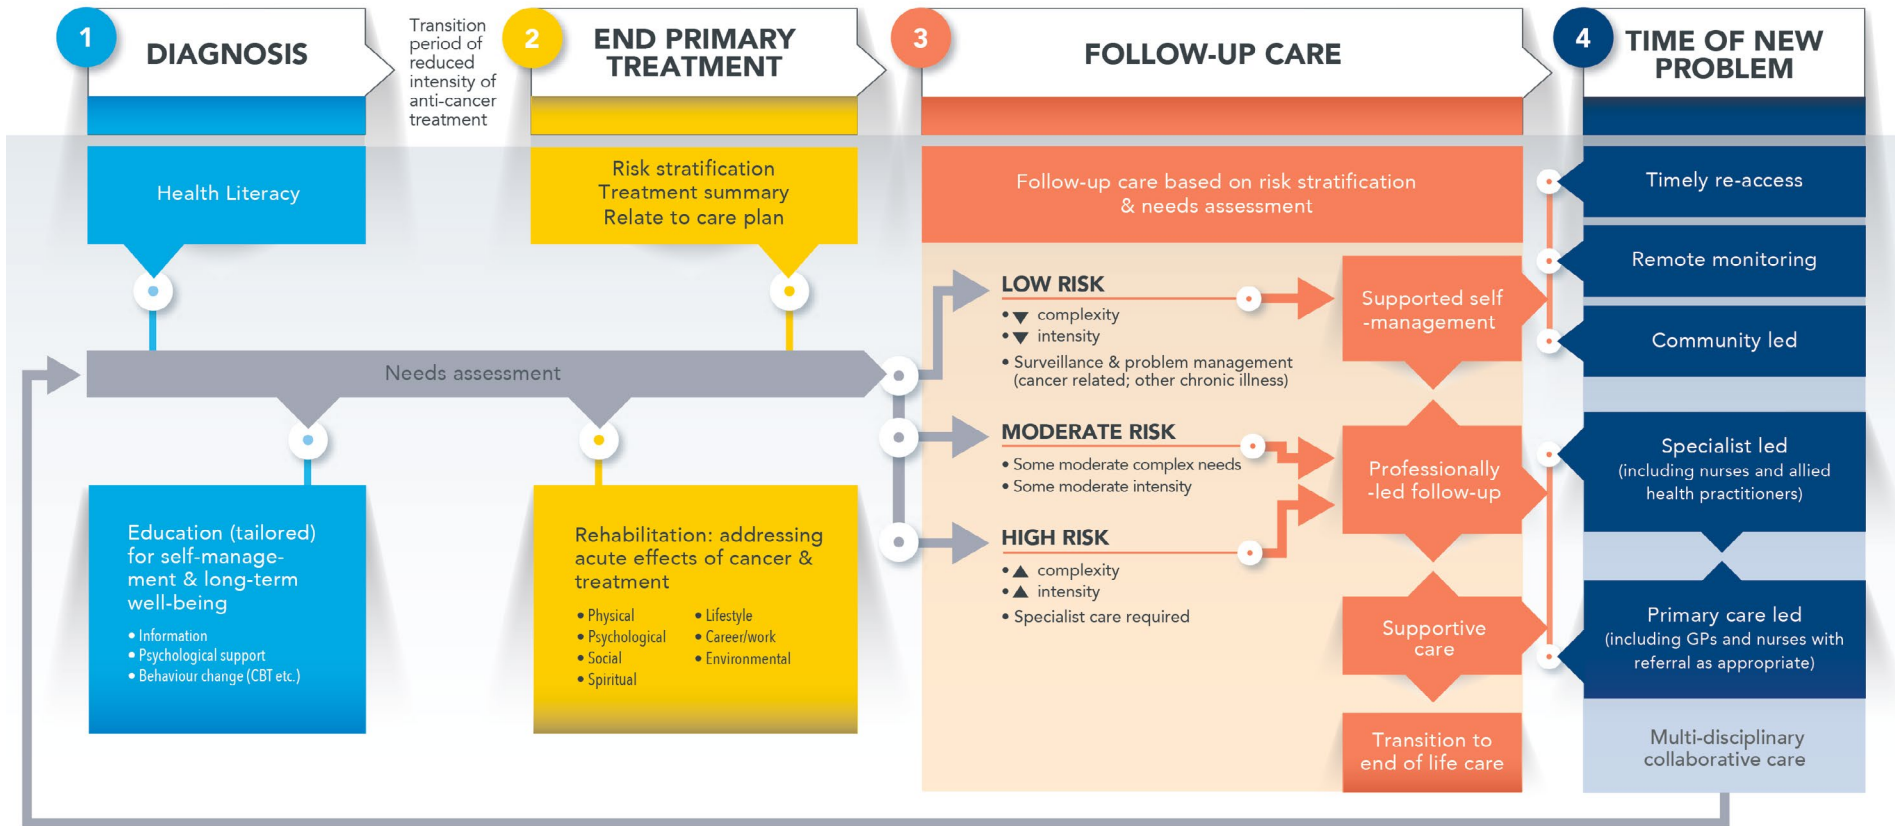 1
DIAGNOSIS
Transition
period of
reduced
intensity of
anti-cancer
treatment
2
END PRIMARY
TREATMENT
3
FOLLOW-UP CARE
4
TIME OF NEW
PROBLEM
Health Literacy
Risk stratification
Treatment summary
Relate to care plan
Follow-up care based on risk stratification
& needs assessment
Timely re-access
Remote monitoring
Community led
Needs assessment
LOW RISK
• ▼ complexity
• ▼ intensity
• Surveillance & problem management
(cancer related; other chronic illness)
Supported self
-management
MODERATE RISK
• Some moderate complex needs
• Some moderate intensity
Professionally
-led follow-up
HIGH RISK
• ▲ complexity
• ▲ intensity
• Specialist care required
Supportive
care
Transition to
end of life care
Specialist led
(including nurses and allied
health practitioners)
Primary care led
(including GPs and nurses with
referral as appropriate)
Multi-disciplinary
collaborative care
Education (tailored)
for self-manage-
ment & long-term
well-being
• Information
• Psychological support
• Behaviour change (CBT etc.)
Rehabilitation: addressing
acute effects of cancer &
treatment
• Physical
• Psychological
• Social
• Spiritual
• Lifestyle
• Career/work
• Environmental